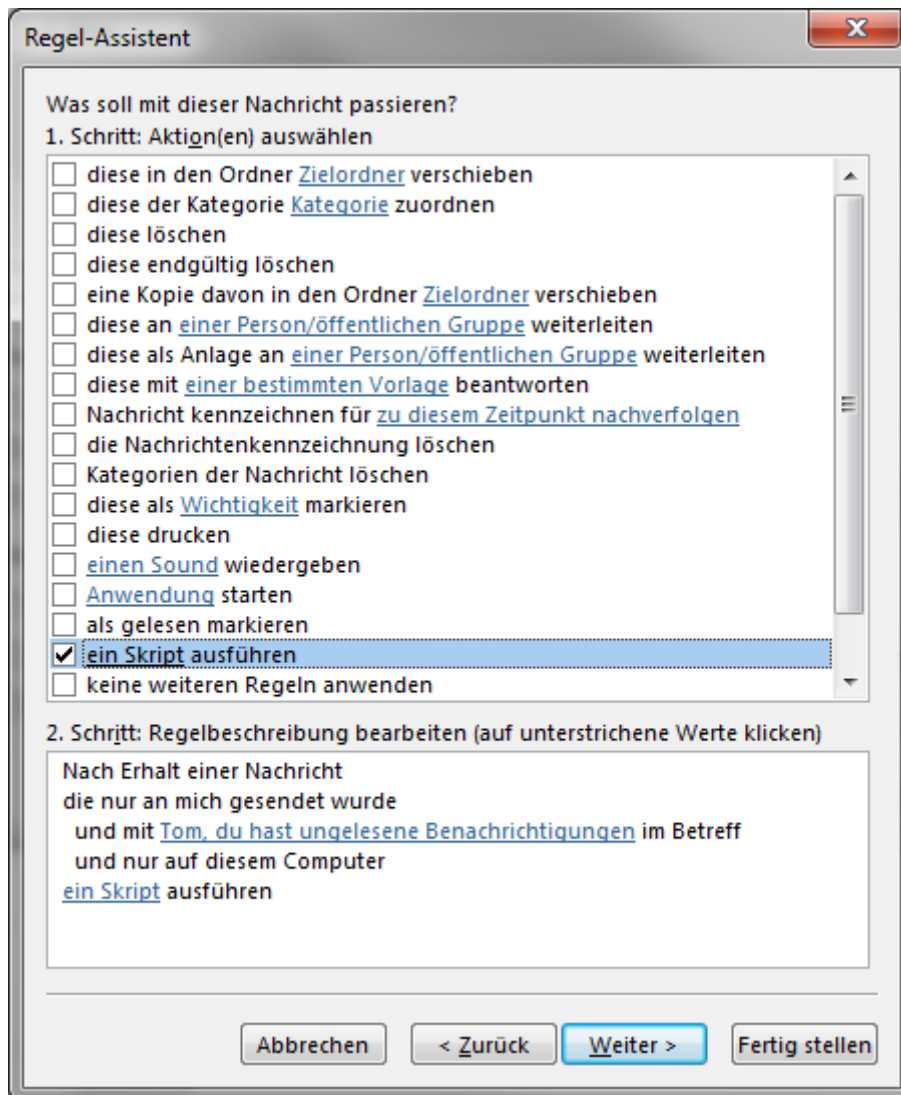 Regel-Assistent
Was soll mit dieser Nachricht passieren?
1. Schritt: Aktion(en) auswählen
diese in den Ordner Zielordner verschieben
diese der Kategorie Kategorie zuordnen
diese löschen
diese endgültig löschen
eine Kopie davon in den Ordner Zielordner verschieben
diese an einer Person/öffentlichen Gruppe weiterleiten
diese als Anlage an einer Person/öffentlichen Gruppe weiterleiten
diese mit einer bestimmten Vorlage beantworten
Nachricht kennzeichnen für zu diesem Zeitpunkt nachverfolgen
die Nachrichtenkennzeichnung löschen
Kategorien der Nachricht löschen
diese als Wichtigkeit markieren
diese drucken
einen Sound wiedergeben
Anwendung starten
als gelesen markieren
ein Skript ausführen
keine weiteren Regeln anwenden
2. Schritt: Regelbeschreibung bearbeiten (auf unterstrichene Werte klicken)
Nach Erhalt einer Nachricht
die nur an mich gesendet wurde
und mit Tom, du hast ungelesene Benachrichtigungen im Betreff
und nur auf diesem Computer
ein Skript ausführen
Abbrechen < Zurück Weiter > Fertig stellen